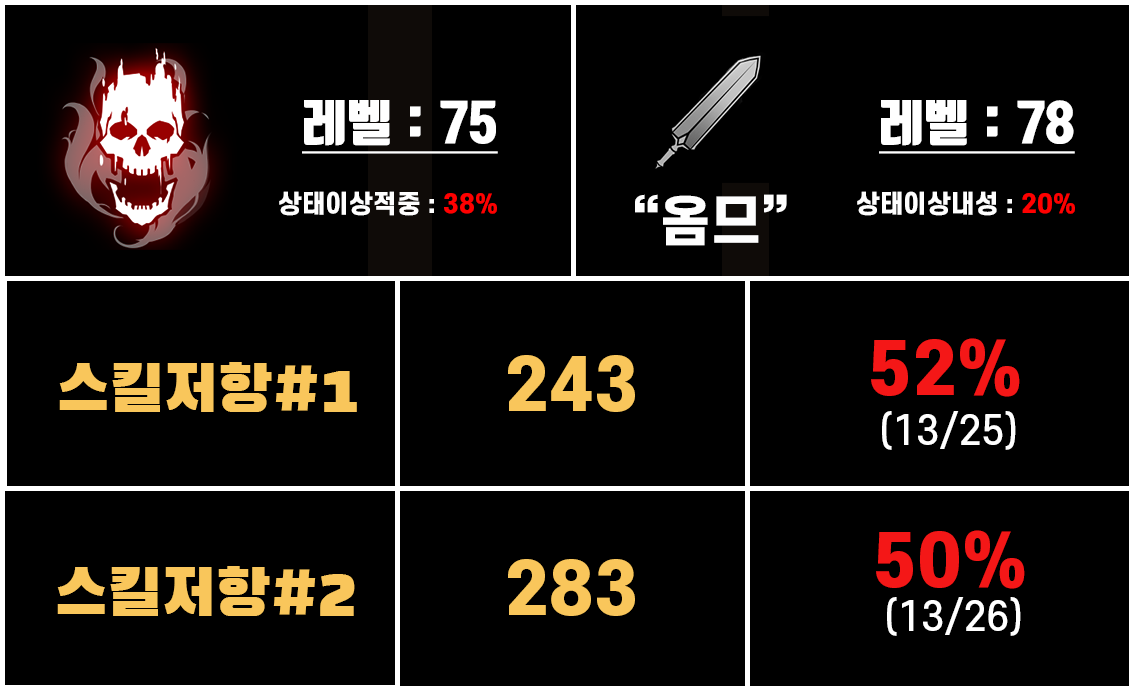 레벨 : 75
상태이상적중 : 38%
레벨 : 78
상태이상내성 : 20%
“옴므”
스킬저항#1
243
52%
(13/25)
스킬저항#2
283
50%
(13/26)